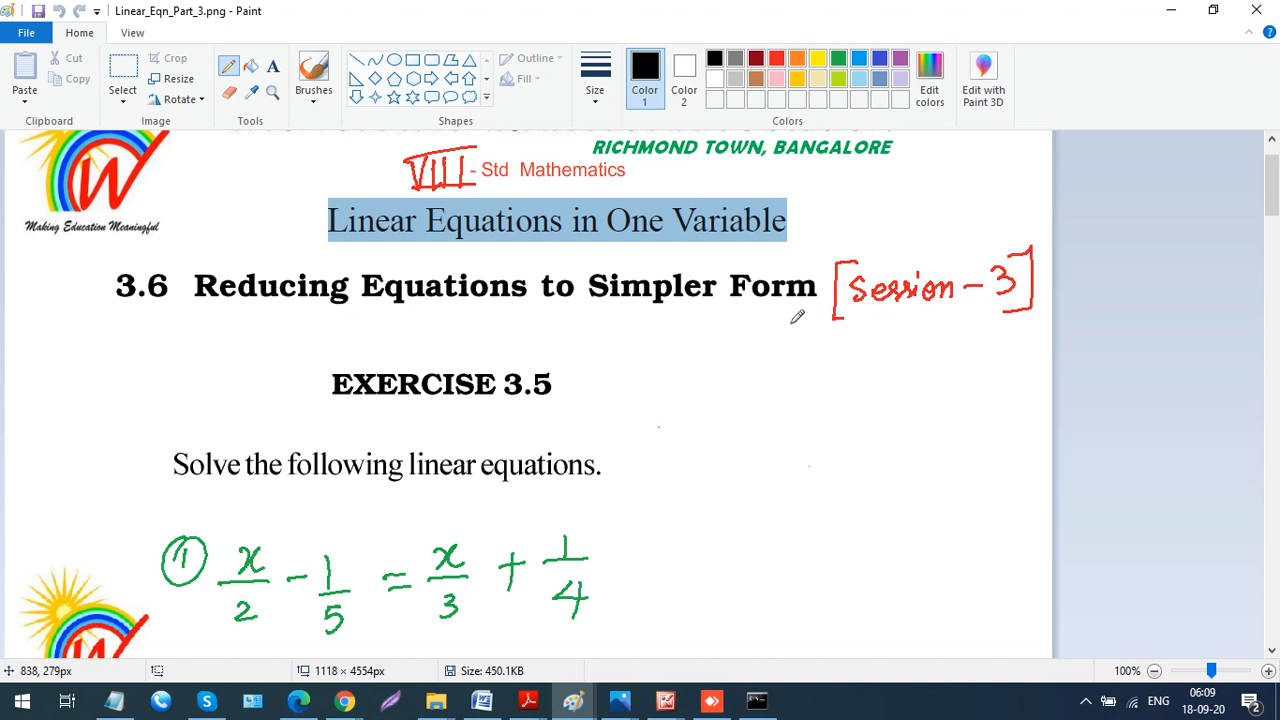 Linear_Eqn_Part_3.png - Paint
File Home View
Paste Cut Copy Clipboard
Select Crop Resize Rotate Image
Tools
Brushes
Outline Fill Shapes
Size
Color 1 Color 2 Edit colors Edit with Paint 3D Colors
RICHMOND TOWN, BANGALORE
VIII - Std Mathematics
Making Education Meaningful
Linear Equations in One Variable
3.6 Reducing Equations to Simpler Form [Session - 3]
EXERCISE 3.5
Solve the following linear equations.
① x/2 - 1/5 = x/3 + 1/4
838, 279px 1118 × 4554px Size: 450.1KB 100%
ENG 06:09 18-09-20 2